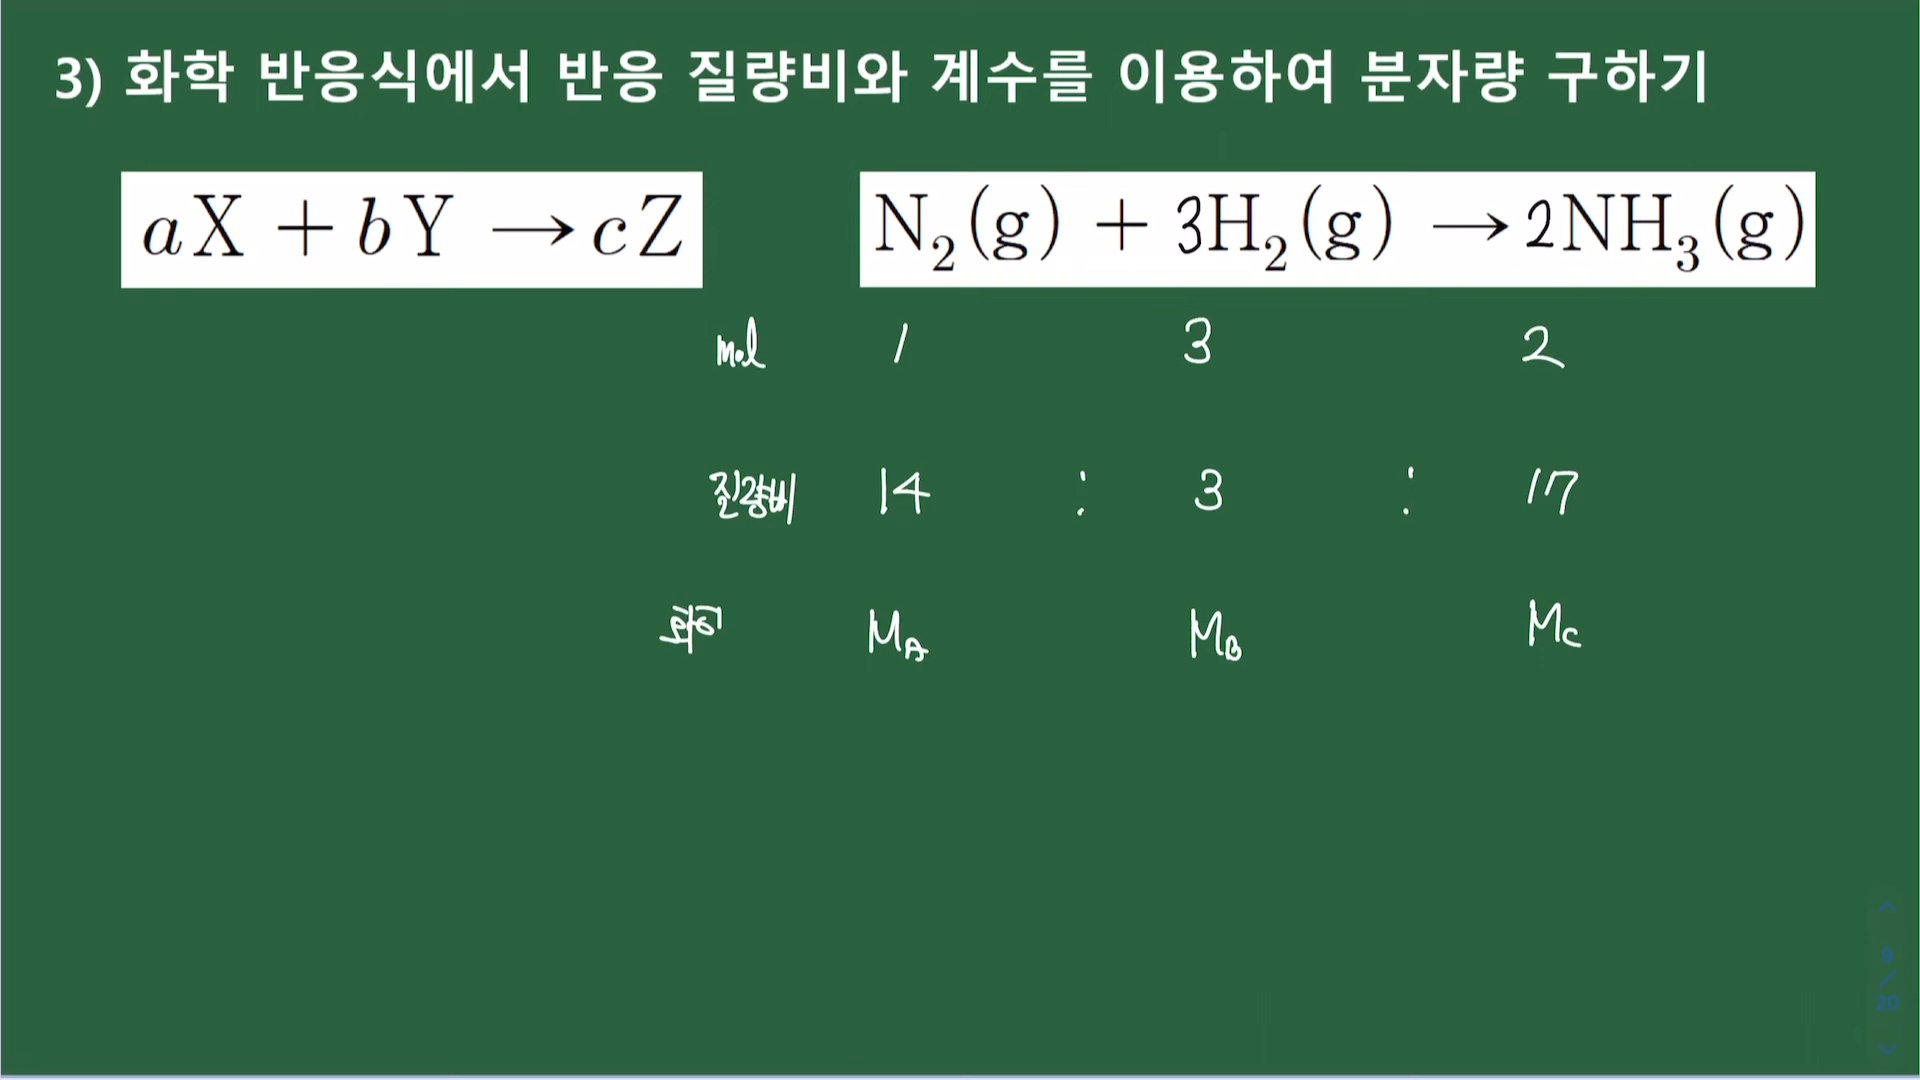 3) 화학 반응식에서 반응 질량비와 계수를 이용하여 분자량 구하기
aX + bY → cZ
N₂(g) + 3H₂(g) → 2NH₃(g)
mol 1 3 2
질량비 14 : 3 : 17
M_A M_B M_C
9
/
20